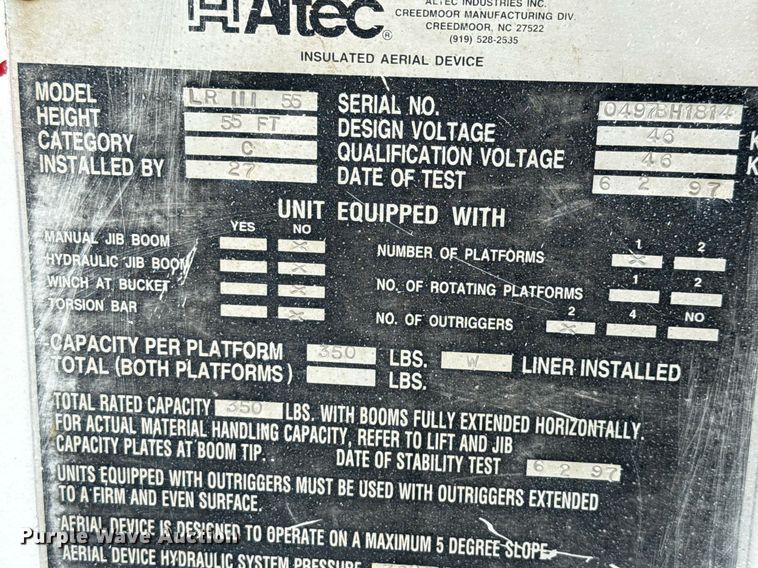 Altec®
ALTEC INDUSTRIES INC.
CREEDMOOR MANUFACTURING DIV.
CREEDMOOR, NC 27522
(919) 528-2535
INSULATED AERIAL DEVICE
MODEL LR III 55
HEIGHT 55 FT
CATEGORY C
INSTALLED BY 27
SERIAL NO. 0497BH1814
DESIGN VOLTAGE 46 K
QUALIFICATION VOLTAGE 46 K
DATE OF TEST 6 2 97
UNIT EQUIPPED WITH
YES NO
MANUAL JIB BOOM X
HYDRAULIC JIB BOOM X
WINCH AT BUCKET X
TORSION BAR X
1 2
NUMBER OF PLATFORMS X
1 2
NO. OF ROTATING PLATFORMS
2 4 NO
NO. OF OUTRIGGERS X
CAPACITY PER PLATFORM 350 LBS. W LINER INSTALLED
TOTAL (BOTH PLATFORMS) LBS.
TOTAL RATED CAPACITY 350 LBS. WITH BOOMS FULLY EXTENDED HORIZONTALLY.
FOR ACTUAL MATERIAL HANDLING CAPACITY, REFER TO LIFT AND JIB
CAPACITY PLATES AT BOOM TIP. DATE OF STABILITY TEST 6 2 97
UNITS EQUIPPED WITH OUTRIGGERS MUST BE USED WITH OUTRIGGERS EXTENDED
TO A FIRM AND EVEN SURFACE.
AERIAL DEVICE IS DESIGNED TO OPERATE ON A MAXIMUM 5 DEGREE SLOPE.
AERIAL DEVICE HYDRAULIC SYSTEM PRESSURE
Purple Wave Auction